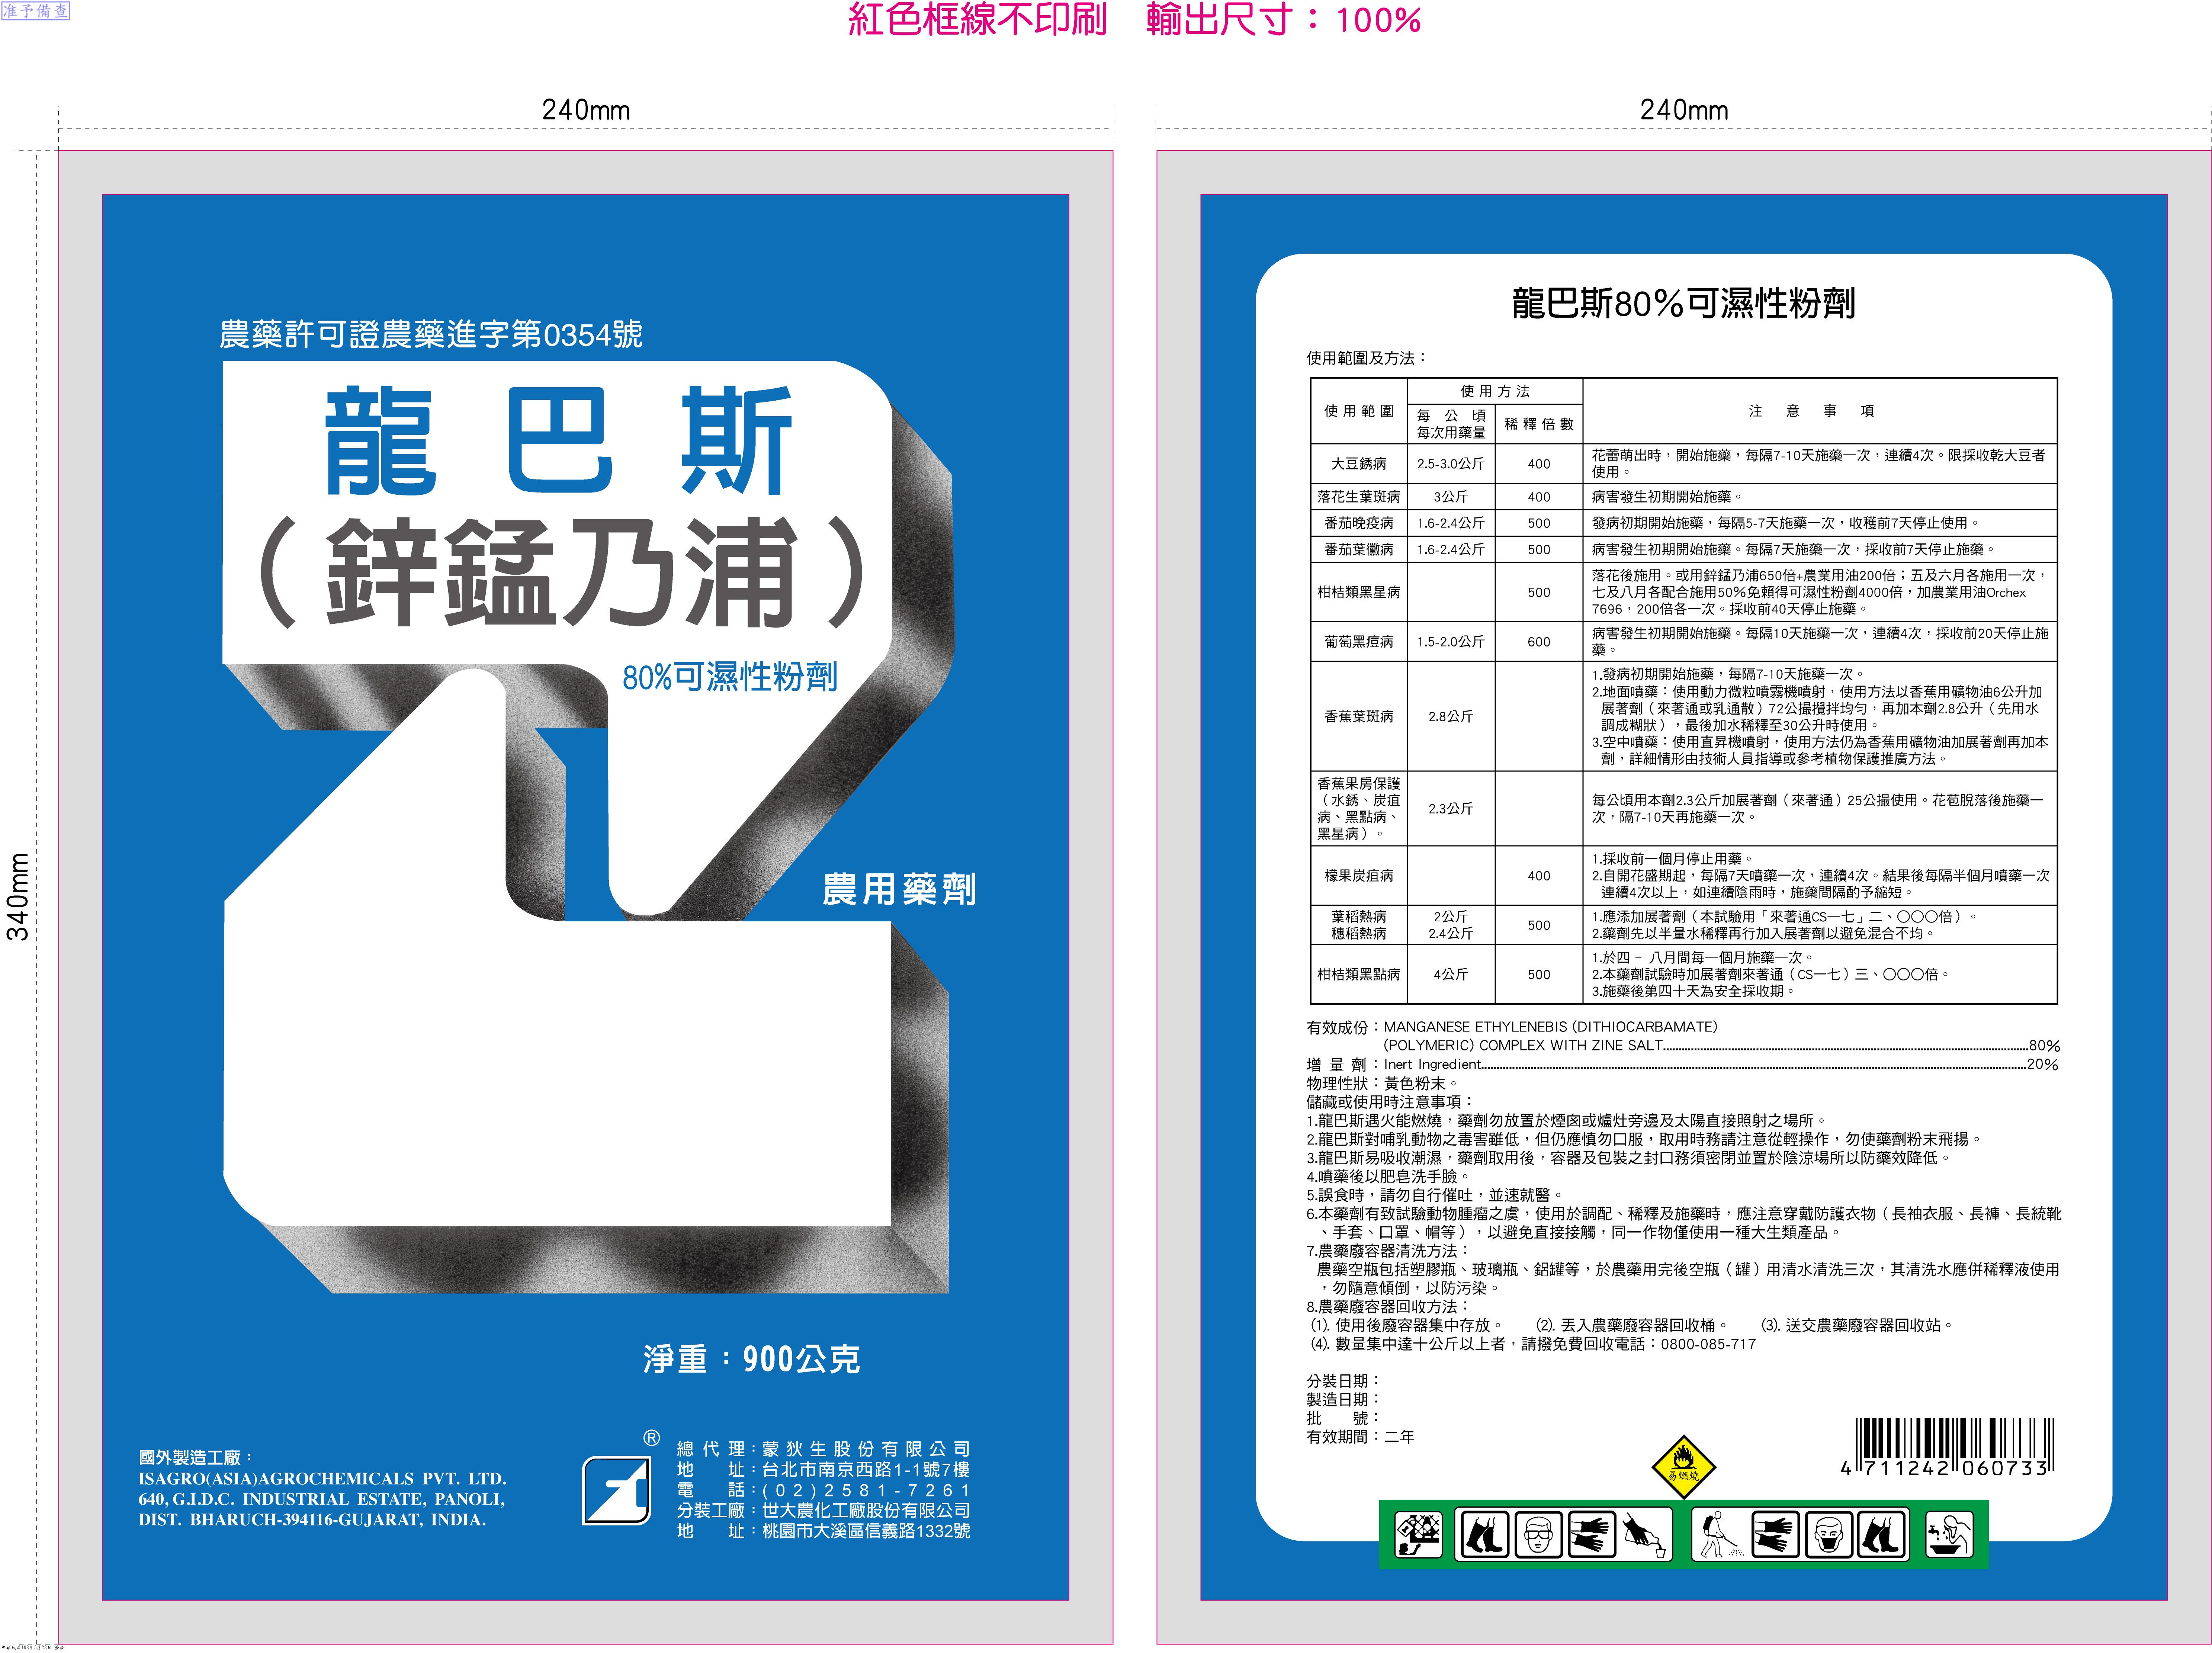 准予備查
紅色框線不印刷 輸出尺寸：100%
240mm
240mm
340mm
農藥許可證農藥進字第0354號
龍巴斯
（鋅錳乃浦）
80%可濕性粉劑
農用藥劑
淨重：900公克
國外製造工廠：
ISAGRO(ASIA)AGROCHEMICALS PVT. LTD.
640, G.I.D.C. INDUSTRIAL ESTATE, PANOLI,
DIST. BHARUCH-394116-GUJARAT, INDIA.
®
總代理：蒙狄生股份有限公司
地　址：台北市南京西路1-1號7樓
電　話：(02)2581-7261
分裝工廠：世大農化工廠股份有限公司
地　址：桃園市大溪區信義路1332號
龍巴斯80%可濕性粉劑
使用範圍及方法：
使用範圍 使用方法 注意事項
每公頃 稀釋倍數
每次用藥量
大豆銹病 2.5-3.0公斤 400 花蕾萌出時，開始施藥，每隔7-10天施藥一次，連續4次。限採收乾大豆者
使用。
落花生葉斑病 3公斤 400 病害發生初期開始施藥。
番茄晚疫病 1.6-2.4公斤 500 發病初期開始施藥，每隔5-7天施藥一次，收穫前7天停止使用。
番茄葉黴病 1.6-2.4公斤 500 病害發生初期開始施藥。每隔7天施藥一次，採收前7天停止施藥。
柑桔類黑星病 500 落花後施用。或用鋅錳乃浦650倍+農業用油200倍；五及六月各施用一次，
七及八月各配合施用50%免賴得可濕性粉劑4000倍，加農業用油Orchex
7696，200倍各一次。採收前40天停止施藥。
葡萄黑痘病 1.5-2.0公斤 600 病害發生初期開始施藥。每隔10天施藥一次，連續4次，採收前20天停止施
藥。
香蕉葉斑病 2.8公斤 1.發病初期開始施藥，每隔7-10天施藥一次。
2.地面噴藥：使用動力微粒噴霧機噴射，使用方法以香蕉用礦物油6公升加
展著劑（來著通或乳通散）72公撮攪拌均勻，再加本劑2.8公升（先用水
調成糊狀），最後加水稀釋至30公升時使用。
3.空中噴藥：使用直昇機噴射，使用方法仍為香蕉用礦物油加展著劑再加本
劑，詳細情形由技術人員指導或參考植物保護推廣方法。
香蕉果房保護
（水銹、炭疽
病、黑點病、
黑星病）。 2.3公斤 每公頃用本劑2.3公斤加展著劑（來著通）25公撮使用。花苞脫落後施藥一
次，隔7-10天再施藥一次。
檬果炭疽病 400 1.採收前一個月停止用藥。
2.自開花盛期起，每隔7天噴藥一次，連續4次。結果後每隔半個月噴藥一次
連續4次以上，如連續陰雨時，施藥間隔酌予縮短。
葉稻熱病 2公斤 500 1.應添加展著劑（本試驗用「來著通CS一七」二、〇〇〇倍）。
穗稻熱病 2.4公斤 2.藥劑先以半量水稀釋再行加入展著劑以避免混合不均。
柑桔類黑點病 4公斤 500 1.於四－八月間每一個月施藥一次。
2.本藥劑試驗時加展著劑來著通（CS一七）三、〇〇〇倍。
3.施藥後第四十天為安全採收期。
有效成份：MANGANESE ETHYLENEBIS (DITHIOCARBAMATE)
(POLYMERIC) COMPLEX WITH ZINE SALT........80%
增量劑：Inert Ingredient........20%
物理性狀：黃色粉末。
儲藏或使用時注意事項：
1.龍巴斯遇火能燃燒，藥劑勿放置於煙囪或爐灶旁邊及太陽直接照射之場所。
2.龍巴斯對哺乳動物之毒害雖低，但仍應慎勿口服，取用時務請注意從輕操作，勿使藥劑粉末飛揚。
3.龍巴斯易吸收潮濕，藥劑取用後，容器及包裝之封口務須密閉並置於陰涼場所以防藥效降低。
4.噴藥後以肥皂洗手臉。
5.誤食時，請勿自行催吐，並速就醫。
6.本藥劑有致試驗動物腫瘤之虞，使用於調配、稀釋及施藥時，應注意穿戴防護衣物（長袖衣服、長褲、長統靴
、手套、口罩、帽等），以避免直接接觸，同一作物僅使用一種大生類產品。
7.農藥廢容器清洗方法：
農藥空瓶包括塑膠瓶、玻璃瓶、鋁罐等，於農藥用完後空瓶（罐）用清水清洗三次，其清洗水應併稀釋液使用
，勿隨意傾倒，以防污染。
8.農藥廢容器回收方法：
(1). 使用後廢容器集中存放。 (2). 丟入農藥廢容器回收桶。 (3). 送交農藥廢容器回收站。
(4). 數量集中達十公斤以上者，請撥免費回收電話：0800-085-717
分裝日期：
製造日期：
批　號：
有效期間：二年
易燃燒
4 711242 060733